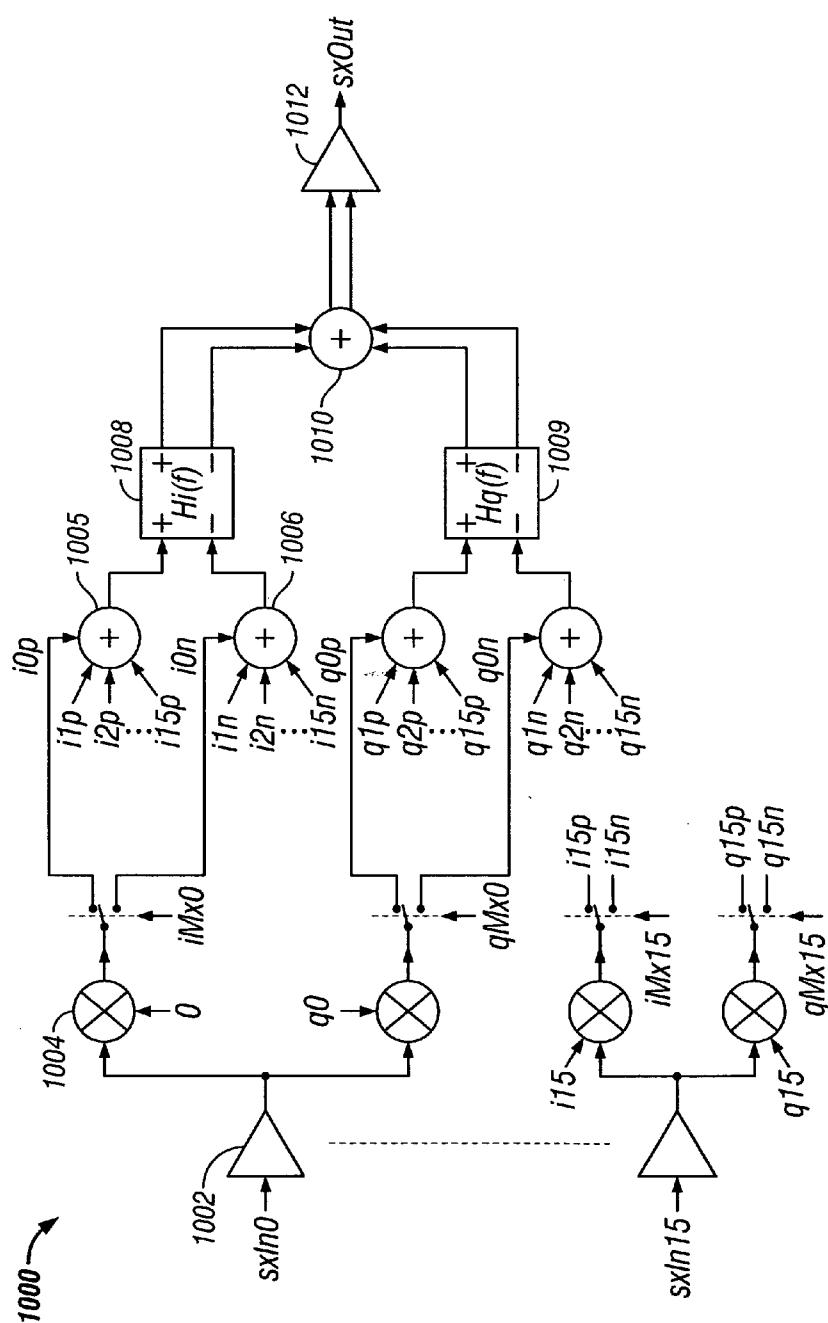 1000
sxIn0
1002
1004
0
iMx0
q0
qMx0
i0p
1005
i1p
i2p
i15p
i0n
1006
i1n
i2n
i15n
q0p
q1p
q2p
q15p
q0n
q1n
q2n
q15n
1008
+ +
Hi(f)
− −
1009
+ +
Hq(f)
− −
+
+
+
+
+
1010
1012
sxOut
sxIn15
i15
iMx15
i15p
i15n
q15
qMx15
q15p
q15n